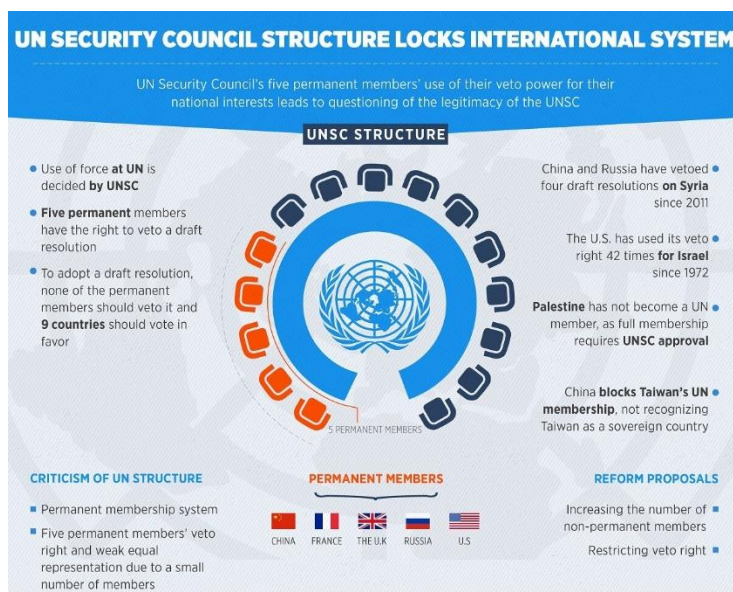 UN SECURITY COUNCIL STRUCTURE LOCKS INTERNATIONAL SYSTEM
UN Security Council's five permanent members' use of their veto power for their
national interests leads to questioning of the legitimacy of the UNSC
UNSC STRUCTURE
Use of force at UN is
decided by UNSC
Five permanent members
have the right to veto a draft
resolution
To adopt a draft resolution,
none of the permanent
members should veto it and
9 countries should vote in
favor
China and Russia have vetoed
four draft resolutions on Syria
since 2011
The U.S. has used its veto
right 42 times for Israel
since 1972
Palestine has not become a UN
member, as full membership
requires UNSC approval
China blocks Taiwan's UN
membership, not recognizing
Taiwan as a sovereign country
5 PERMANENT MEMBERS
CRITICISM OF UN STRUCTURE
Permanent membership system
Five permanent members' veto
right and weak equal
representation due to a small
number of members
PERMANENT MEMBERS
CHINA FRANCE THE U.K RUSSIA U.S
REFORM PROPOSALS
Increasing the number of
non-permanent members
Restricting veto right